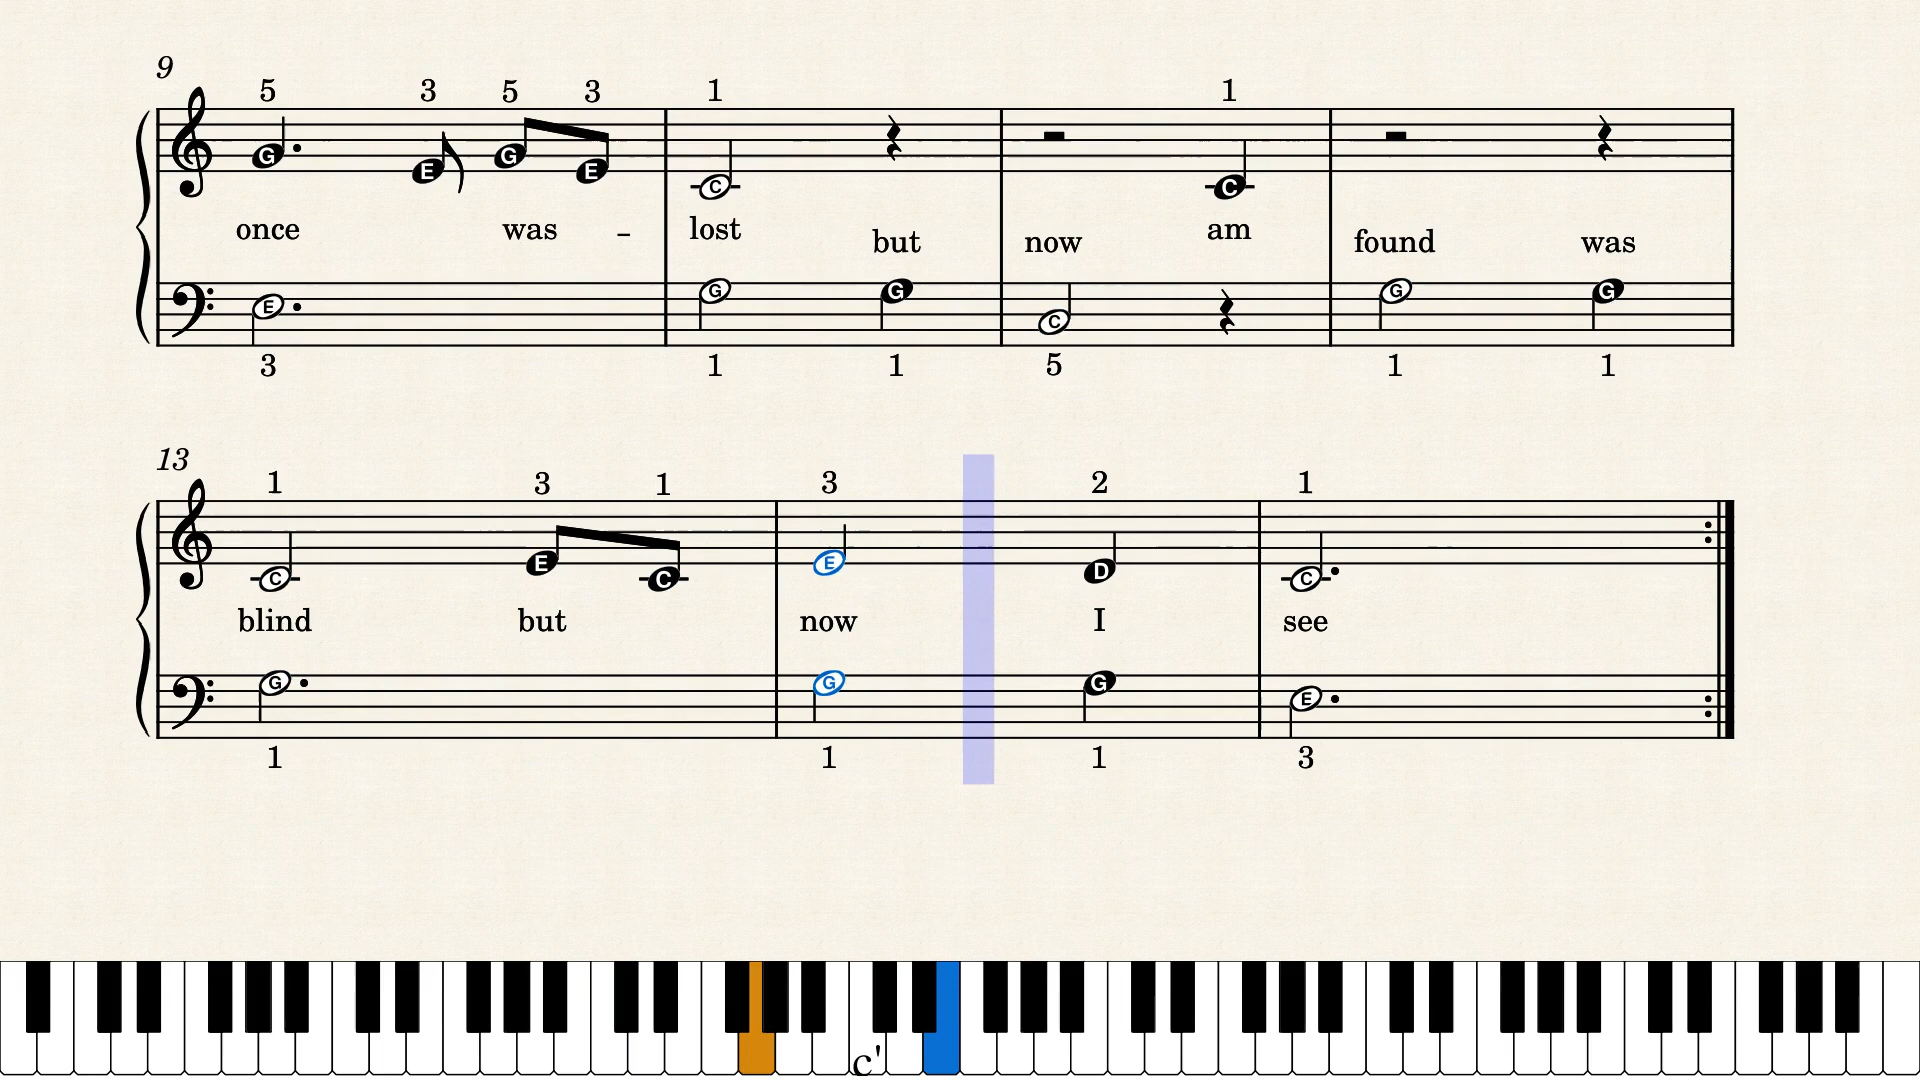 9
5 3 5 3 1 1
G E G E C C
once was - lost but now am found was
E G G C G G
3 1 1 5 1 1
13
1 3 1 3 2 1
C E C E D C
blind but now I see
G G G E
1 1 1 3
c'